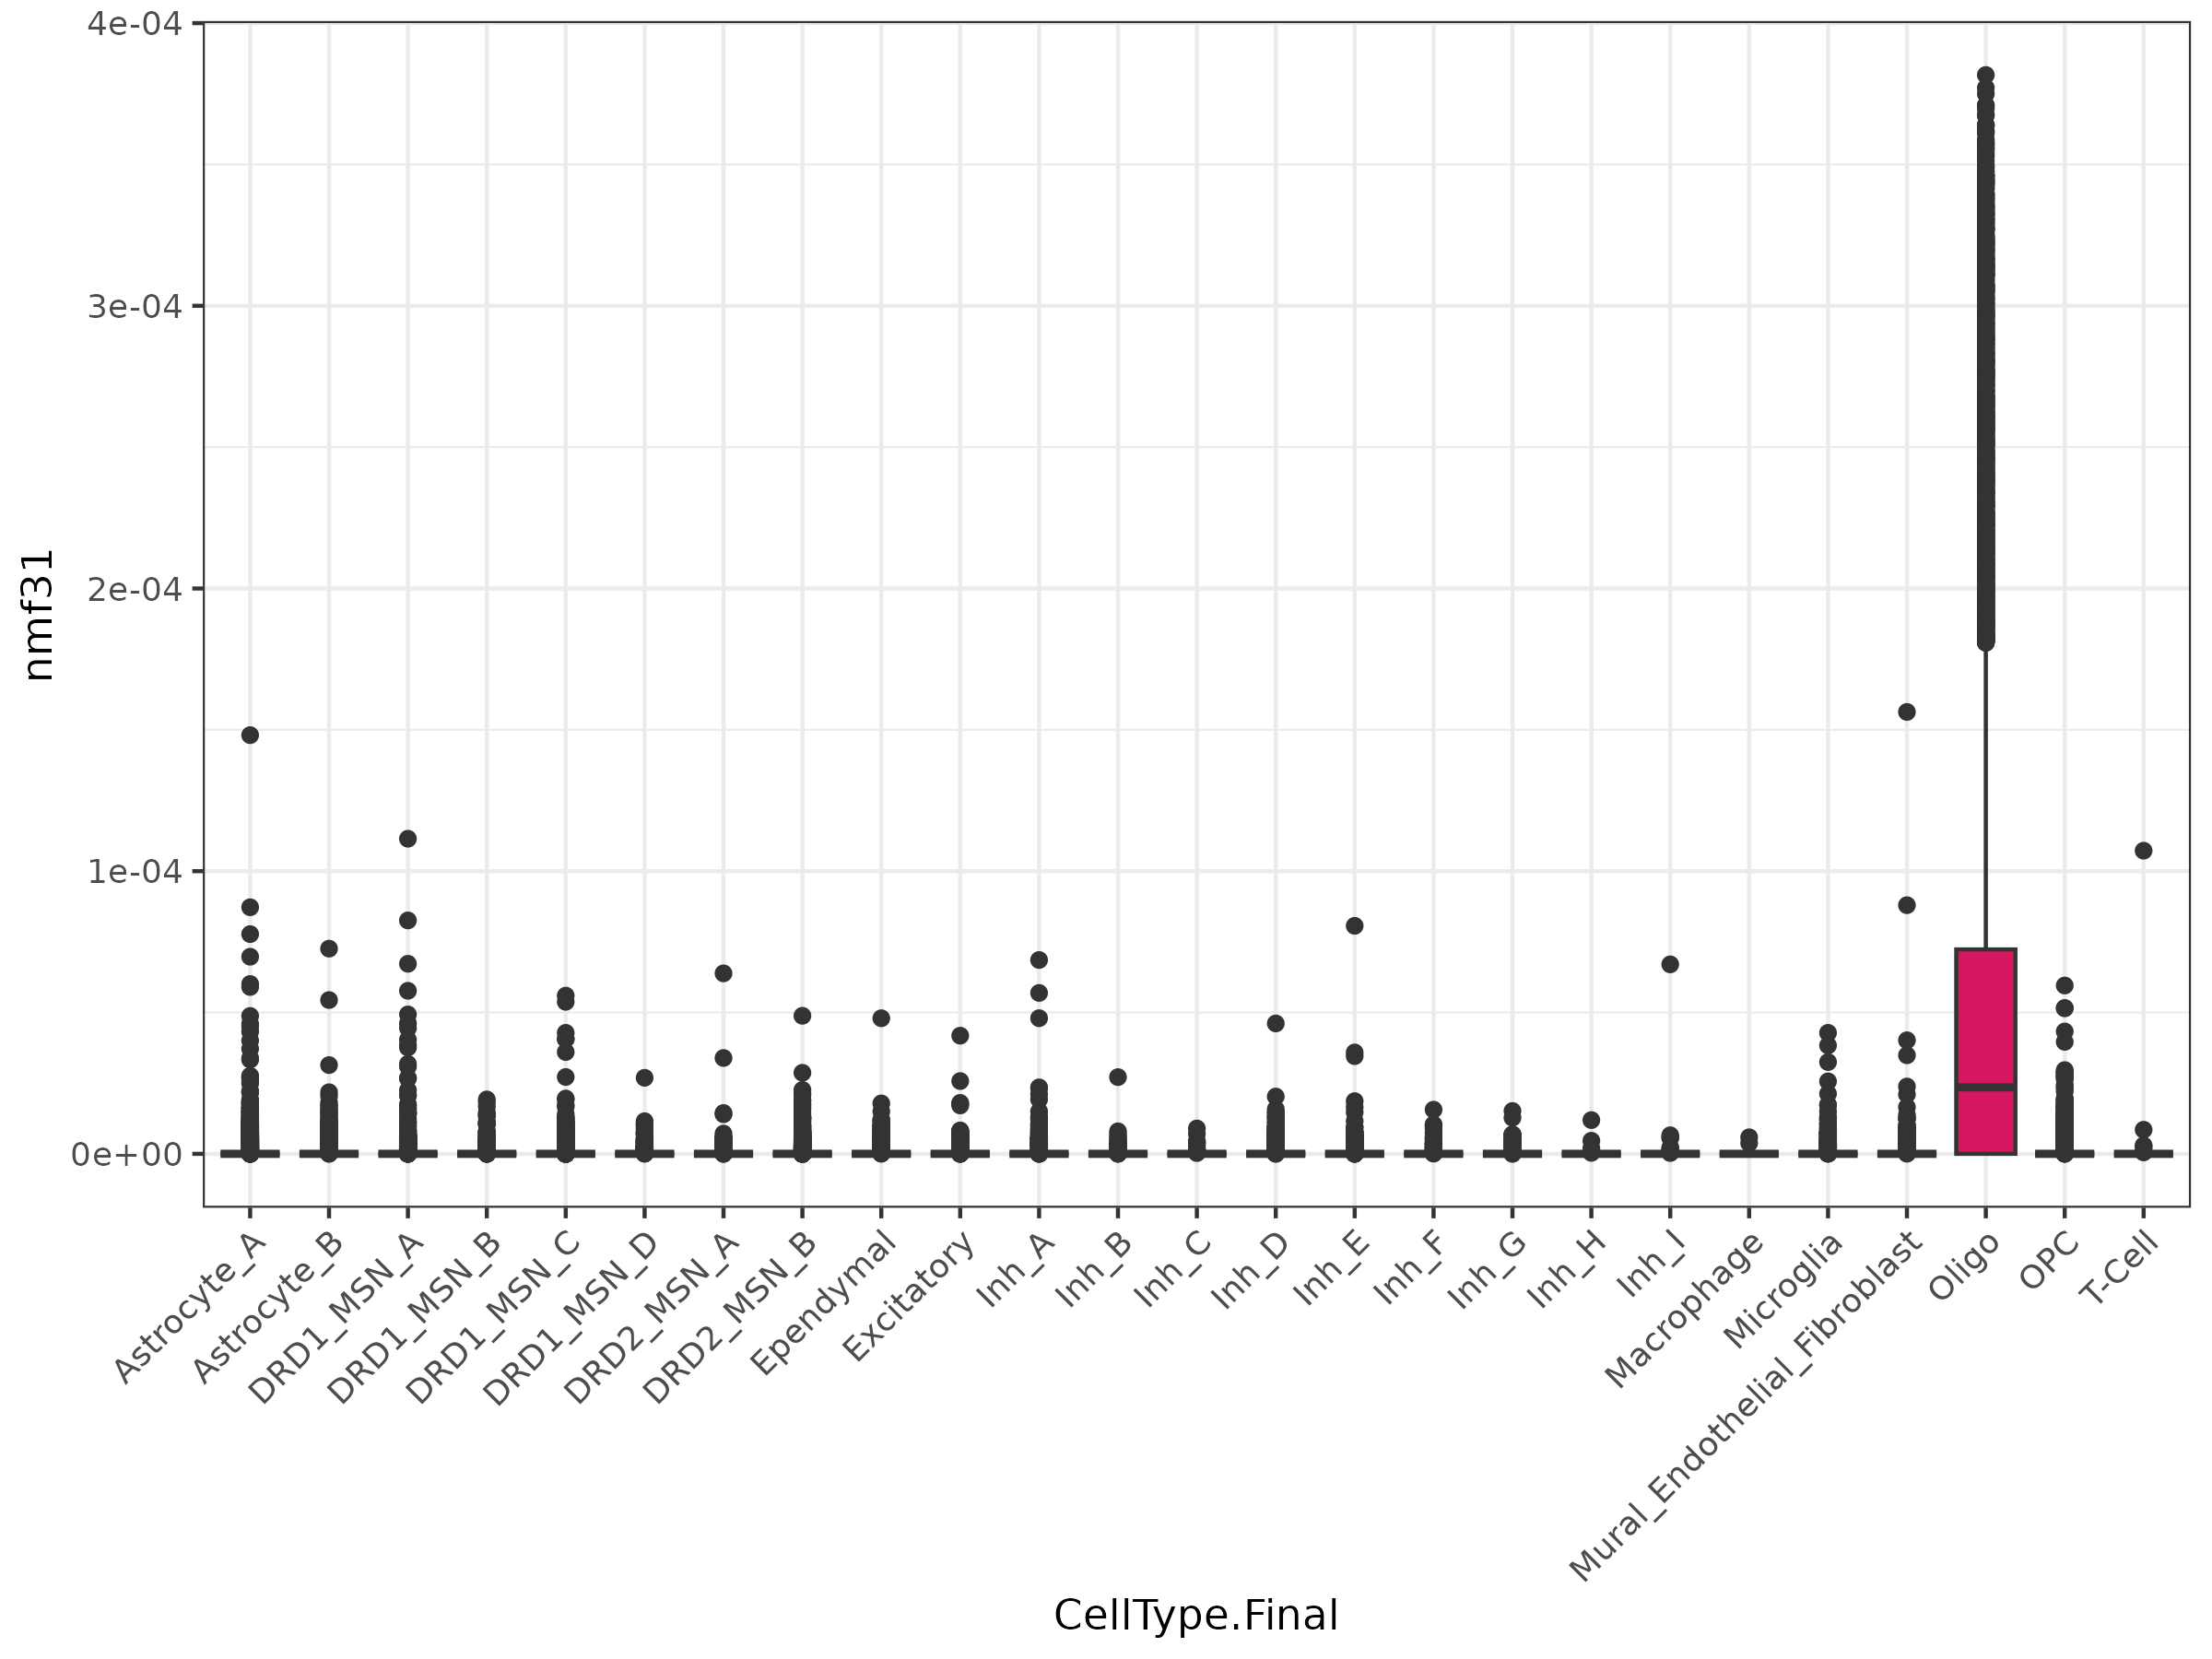 4e-04
3e-04
2e-04
1e-04
0e+00
nmf31
Astrocyte_A
Astrocyte_B
DRD1_MSN_A
DRD1_MSN_B
DRD1_MSN_C
DRD1_MSN_D
DRD2_MSN_A
DRD2_MSN_B
Ependymal
Excitatory
Inh_A
Inh_B
Inh_C
Inh_D
Inh_E
Inh_F
Inh_G
Inh_H
Inh_I
Macrophage
Microglia
Mural_Endothelial_Fibroblast
Oligo
OPC
T-Cell
CellType.Final